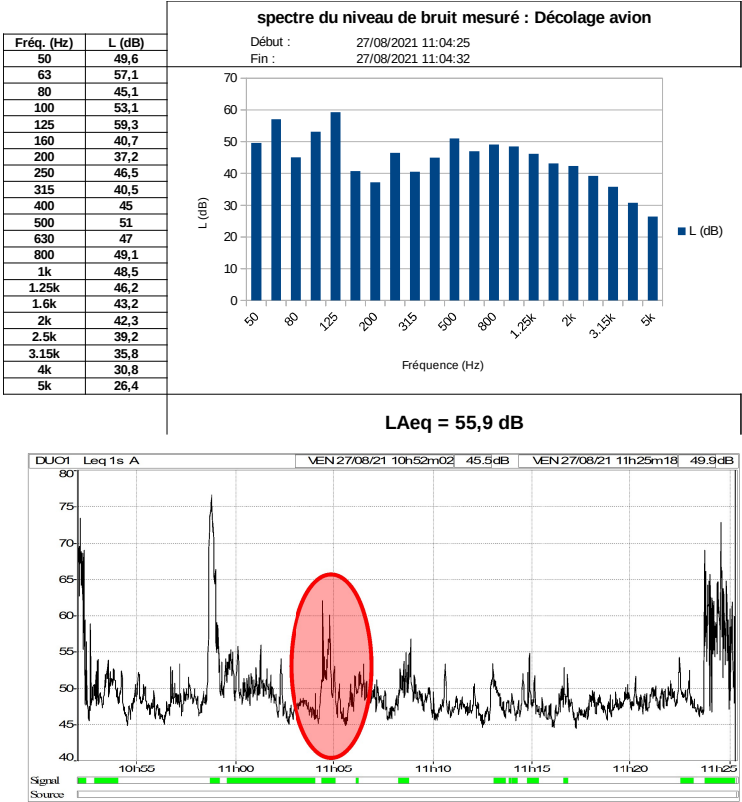 spectre du niveau de bruit mesuré : Décolage avion
Début : 27/08/2021 11:04:25
Fin : 27/08/2021 11:04:32
Fréq. (Hz) L (dB)
50 49,6
63 57,1
80 45,1
100 53,1
125 59,3
160 40,7
200 37,2
250 46,5
315 40,5
400 45
500 51
630 47
800 49,1
1k 48,5
1.25k 46,2
1.6k 43,2
2k 42,3
2.5k 39,2
3.15k 35,8
4k 30,8
5k 26,4
70
60
50
40
30
20
10
0
L (dB)
50 80 125 200 315 500 800 1.25k 2k 3.15k 5k
Fréquence (Hz)
L (dB)
LAeq = 55,9 dB
DUO1 Leq 1s A VEN 27/08/21 10h52m02 45.5dB VEN 27/08/21 11h25m18 49.9dB
80
75
70
65
60
55
50
45
40
10h55 11h00 11h05 11h10 11h15 11h20 11h25
Signal
Source